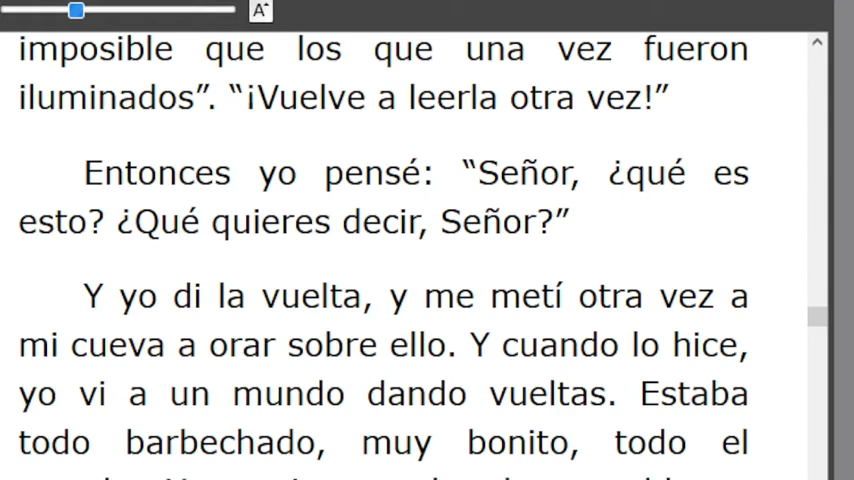 A
imposible que los que una vez fueron
iluminados”. “¡Vuelve a leerla otra vez!”
Entonces yo pensé: “Señor, ¿qué es
esto? ¿Qué quieres decir, Señor?”
Y yo di la vuelta, y me metí otra vez a
mi cueva a orar sobre ello. Y cuando lo hice,
yo vi a un mundo dando vueltas. Estaba
todo barbechado, muy bonito, todo el